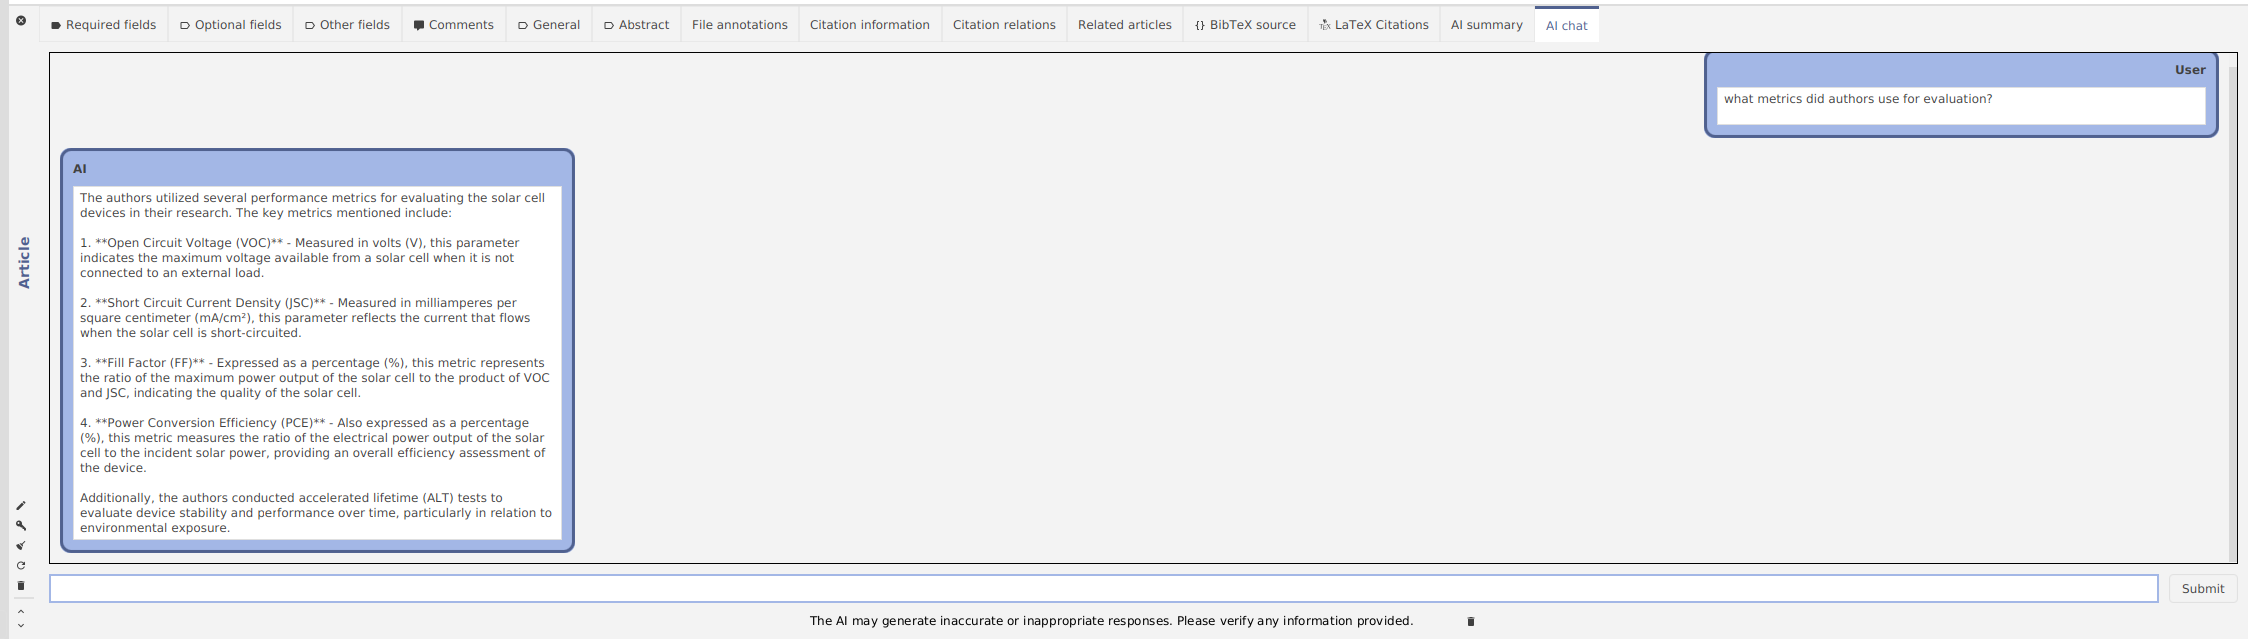 Required fields
Optional fields
Other fields
Comments
General
Abstract
File annotations
Citation information
Citation relations
Related articles
{} BibTeX source
LaTeX Citations
AI summary
AI chat
User
what metrics did authors use for evaluation?
AI
The authors utilized several performance metrics for evaluating the solar cell
devices in their research. The key metrics mentioned include:
1. **Open Circuit Voltage (VOC)** - Measured in volts (V), this parameter
indicates the maximum voltage available from a solar cell when it is not
connected to an external load.
2. **Short Circuit Current Density (JSC)** - Measured in milliamperes per
square centimeter (mA/cm²), this parameter reflects the current that flows
when the solar cell is short-circuited.
3. **Fill Factor (FF)** - Expressed as a percentage (%), this metric represents
the ratio of the maximum power output of the solar cell to the product of VOC
and JSC, indicating the quality of the solar cell.
4. **Power Conversion Efficiency (PCE)** - Also expressed as a percentage
(%), this metric measures the ratio of the electrical power output of the solar
cell to the incident solar power, providing an overall efficiency assessment of
the device.
Additionally, the authors conducted accelerated lifetime (ALT) tests to
evaluate device stability and performance over time, particularly in relation to
environmental exposure.
Article
Submit
The AI may generate inaccurate or inappropriate responses. Please verify any information provided.